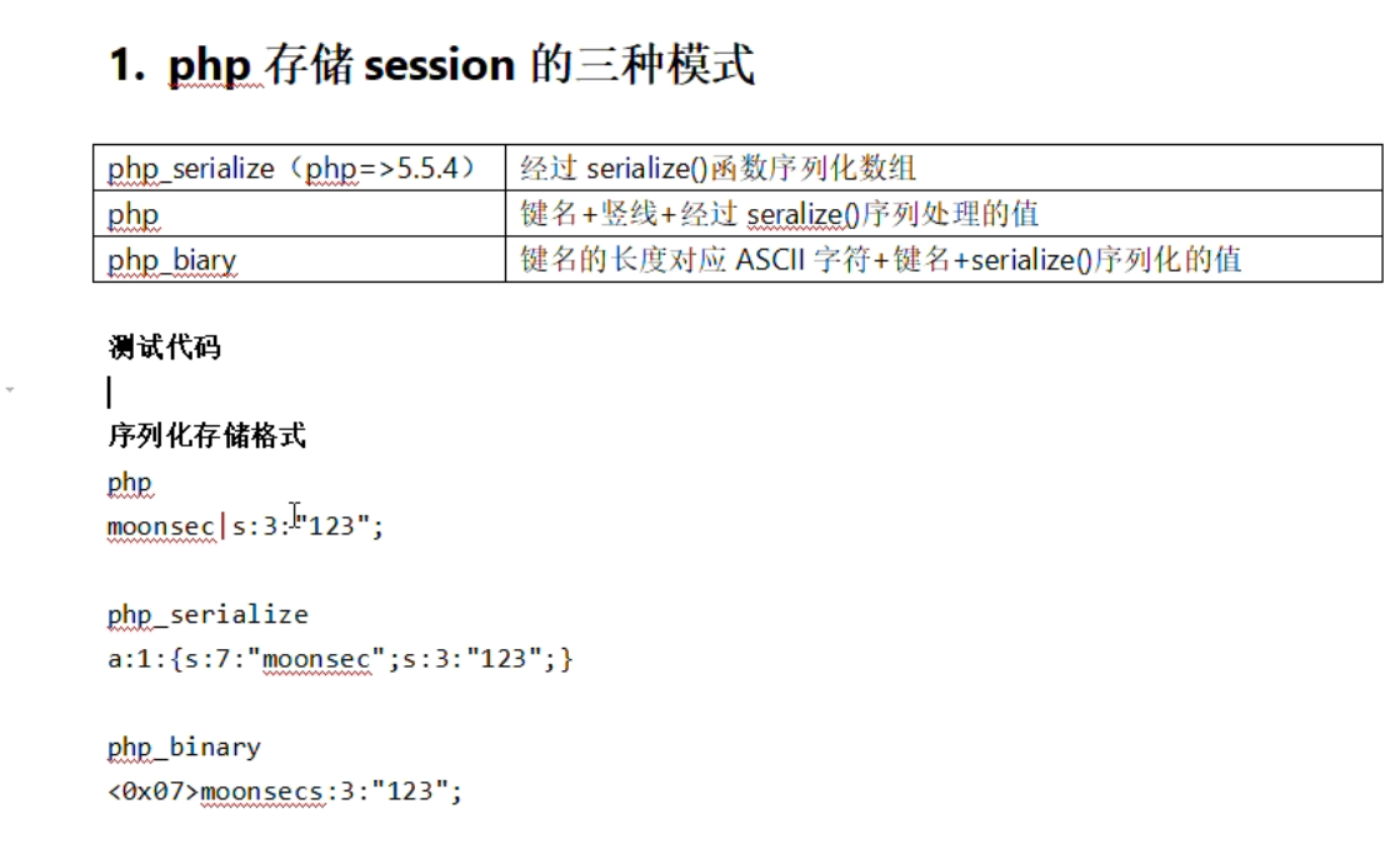 1. php 存储 session 的三种模式
php_serialize（php=>5.5.4） 经过 serialize()函数序列化数组
php 键名+竖线+经过 seralize()序列处理的值
php_biary 键名的长度对应 ASCII 字符+键名+serialize()序列化的值
测试代码
序列化存储格式
php
moonsec|s:3:"123";
php_serialize
a:1:{s:7:"moonsec";s:3:"123";}
php_binary
<0x07>moonsecs:3:"123";